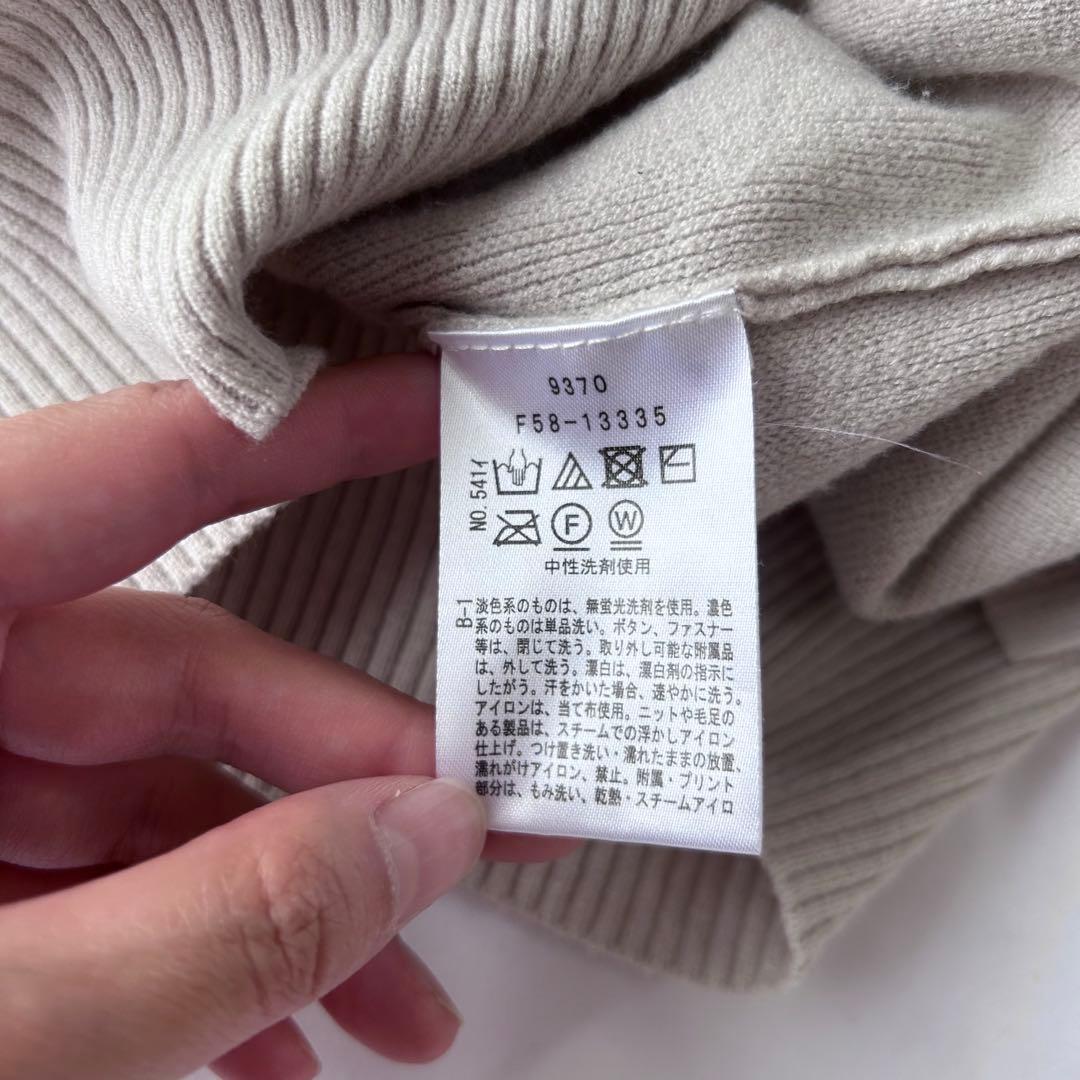 9370
F58-13335
NO. 5414
F W
中性洗剤使用
B-1
淡色系のものは、無蛍光洗剤を使用。濃色
系のものは単品洗い。ボタン、ファスナー
等は、閉じて洗う。取り外し可能な附属品
は、外して洗う。漂白は、漂白剤の指示に
したがう。汗をかいた場合、速やかに洗う。
アイロンは、当て布使用。ニットや毛足の
ある製品は、スチームでの浮かしアイロン
仕上げ。つけ置き洗い・濡れたままの放置、
濡れがけアイロン、禁止。附属・プリント
部分は、もみ洗い、乾熱・スチームアイロ